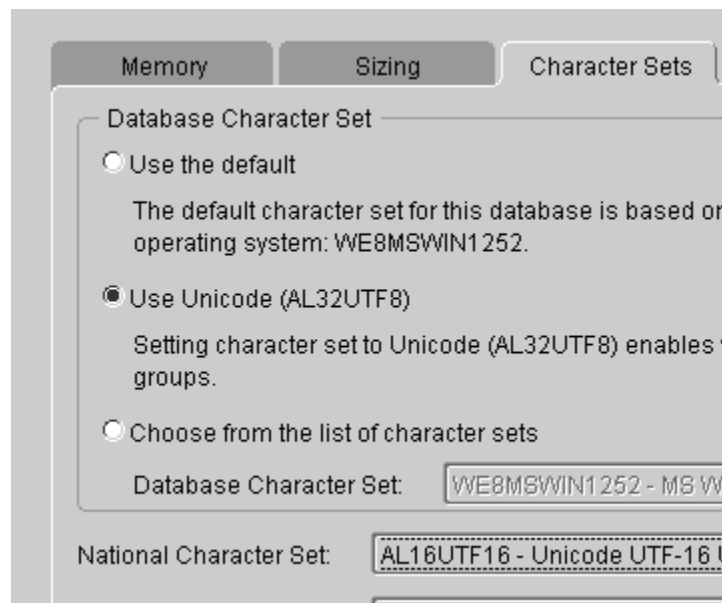 Memory Sizing Character Sets
Database Character Set
Use the default
The default character set for this database is based on
operating system: WE8MSWIN1252.
Use Unicode (AL32UTF8)
Setting character set to Unicode (AL32UTF8) enables
groups.
Choose from the list of character sets
Database Character Set: WE8MSWIN1252 - MS W
National Character Set: AL16UTF16 - Unicode UTF-16 U